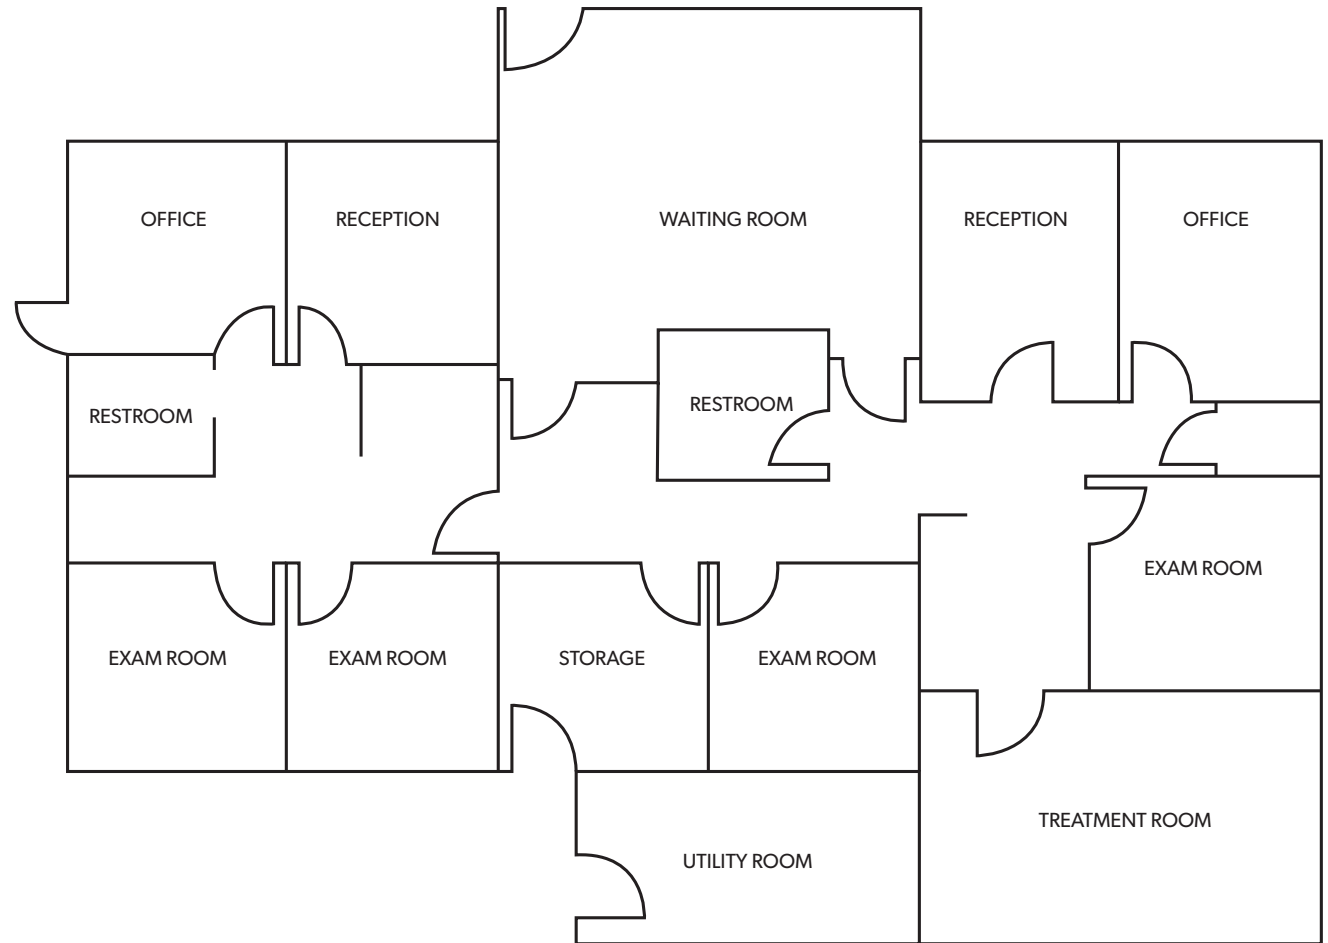 OFFICE
RECEPTION
WAITING ROOM
RECEPTION
OFFICE
RESTROOM
RESTROOM
EXAM ROOM
EXAM ROOM
EXAM ROOM
STORAGE
EXAM ROOM
TREATMENT ROOM
UTILITY ROOM